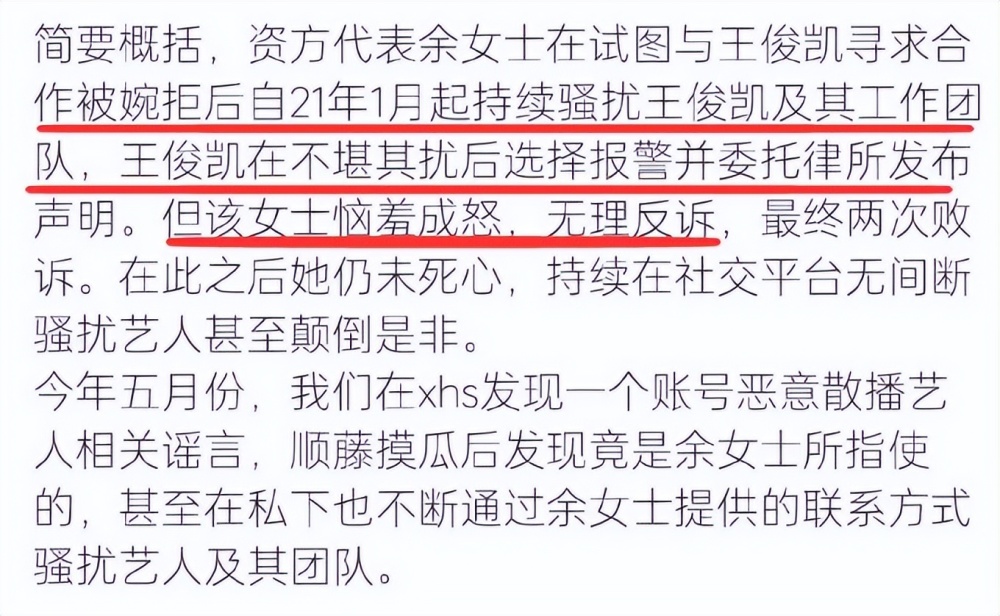 简要概括，资方代表余女士在试图与王俊凯寻求合
作被婉拒后自21年1月起持续骚扰王俊凯及其工作团
队，王俊凯在不堪其扰后选择报警并委托律所发布
声明。但该女士恼羞成怒，无理反诉，最终两次败
诉。在此之后她仍未死心，持续在社交平台无间断
骚扰艺人甚至颠倒是非。
今年五月份，我们在xhs发现一个账号恶意散播艺
人相关谣言，顺藤摸瓜后发现竟是余女士所指使
的，甚至在私下也不断通过余女士提供的联系方式
骚扰艺人及其团队。